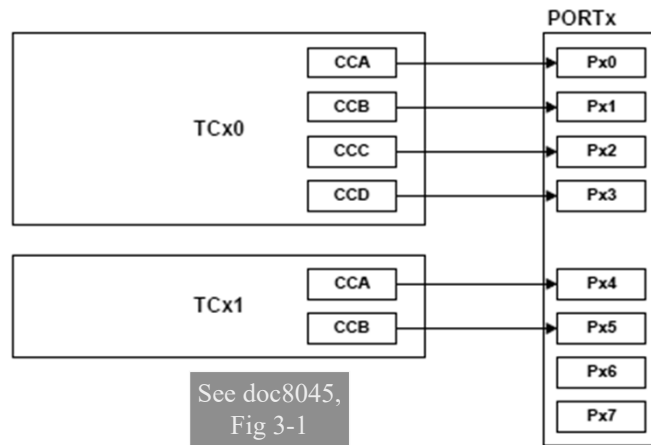 PORTx
TCx0
CCA
CCB
CCC
CCD
Px0
Px1
Px2
Px3
TCx1
CCA
CCB
Px4
Px5
Px6
Px7
See doc8045,
Fig 3-1